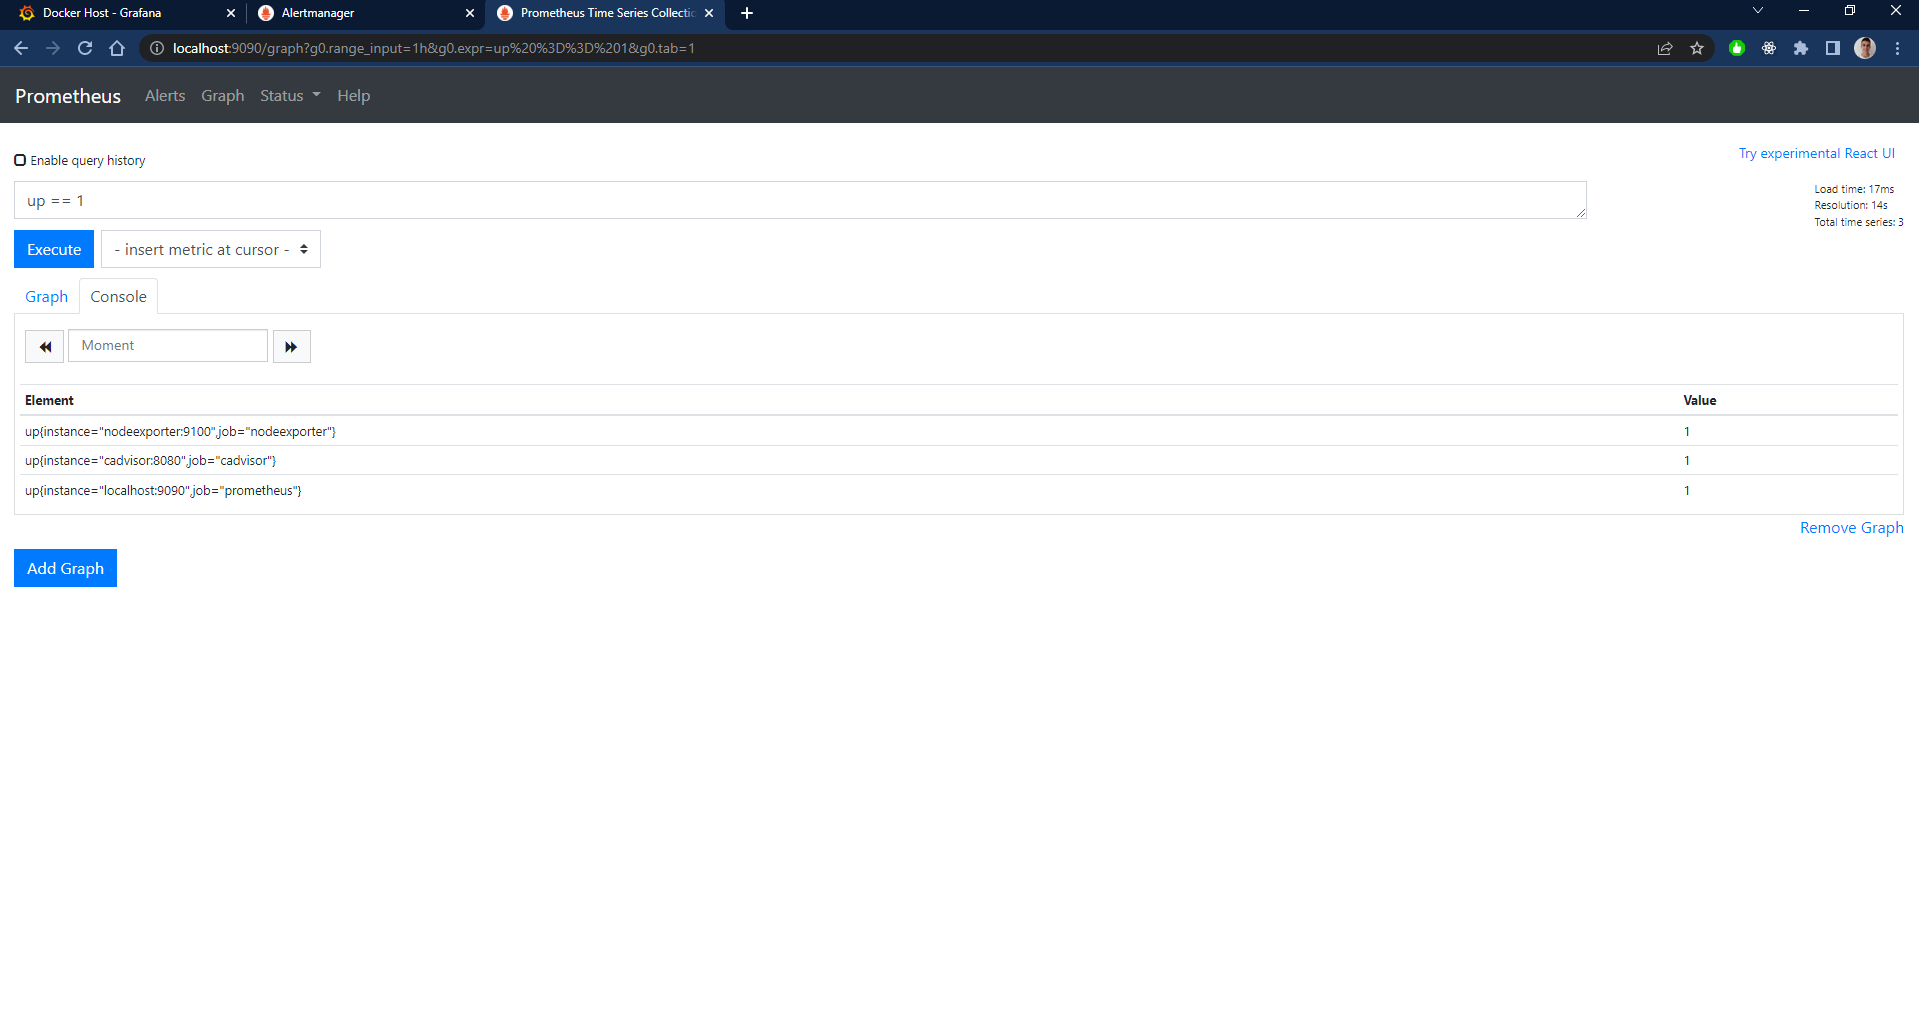 Docker Host - Grafana
Alertmanager
Prometheus Time Series Collectio
localhost:9090/graph?g0.range_input=1h&g0.expr=up%20%3D%3D%201&g0.tab=1
Prometheus
Alerts
Graph
Status
Help
Enable query history
Try experimental React UI
up == 1
Load time: 17ms
Resolution: 14s
Total time series: 3
Execute
- insert metric at cursor -
Graph
Console
Moment
Element
Value
up{instance="nodeexporter:9100",job="nodeexporter"}
1
up{instance="cadvisor:8080",job="cadvisor"}
1
up{instance="localhost:9090",job="prometheus"}
1
Remove Graph
Add Graph